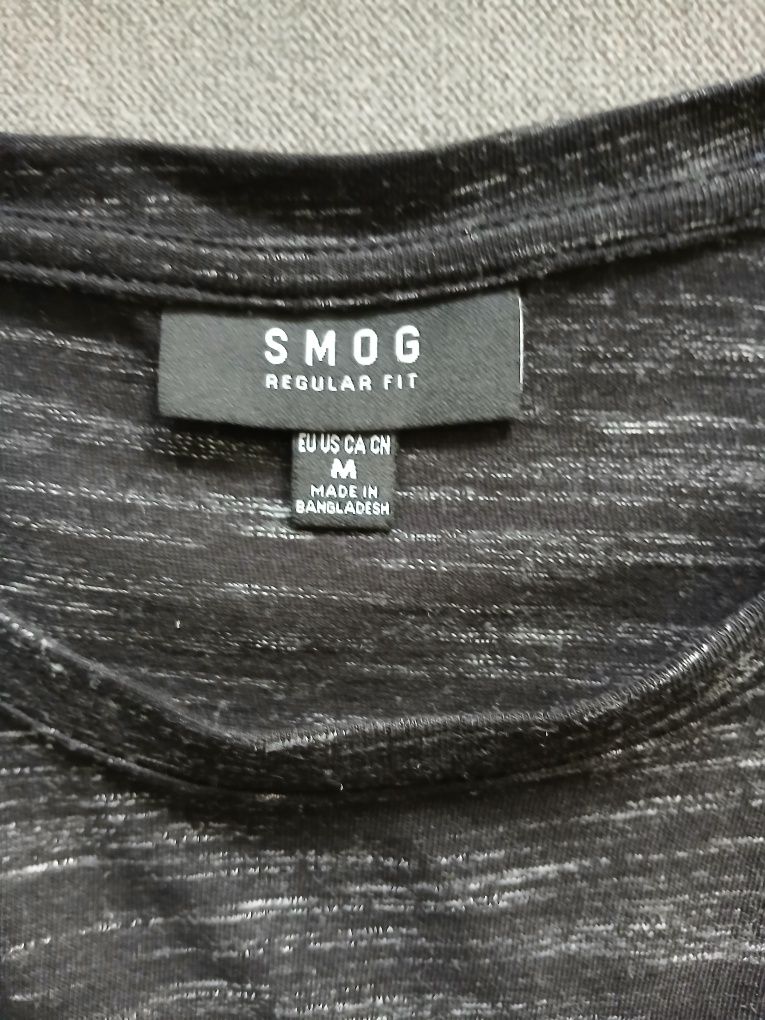 SMOG
REGULAR FIT
EU US CA CN
M
MADE IN
BANGLADESH